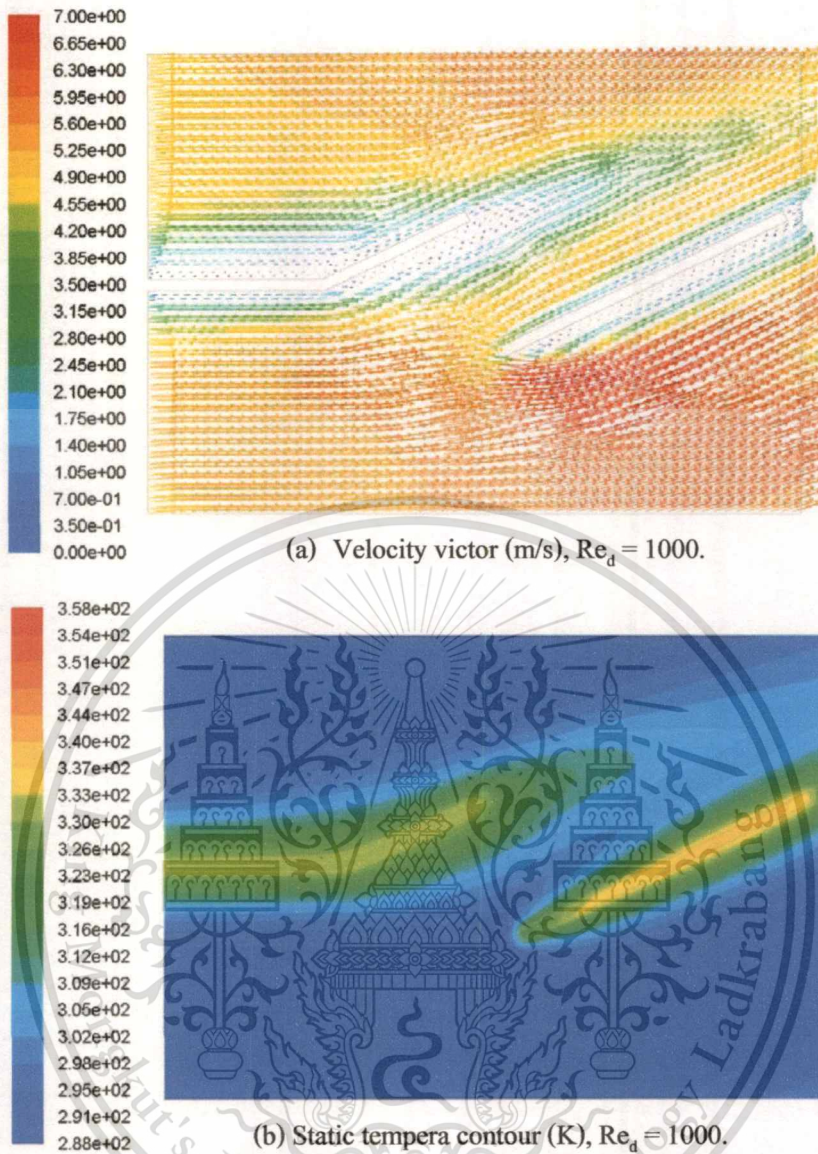 7.00e+00
6.65e+00
6.30e+00
5.95e+00
5.60e+00
5.25e+00
4.90e+00
4.55e+00
4.20e+00
3.85e+00
3.50e+00
3.15e+00
2.80e+00
2.45e+00
2.10e+00
1.75e+00
1.40e+00
1.05e+00
7.00e-01
3.50e-01
0.00e+00
(a) Velocity victor (m/s), Re_d = 1000.
3.58e+02
3.54e+02
3.51e+02
3.47e+02
3.44e+02
3.40e+02
3.37e+02
3.33e+02
3.30e+02
3.26e+02
3.23e+02
3.19e+02
3.16e+02
3.12e+02
3.09e+02
3.05e+02
3.02e+02
2.98e+02
2.95e+02
2.91e+02
2.88e+02
King Mongkut's
ogy Ladkrabang
(b) Static tempera contour (K), Re_d = 1000.